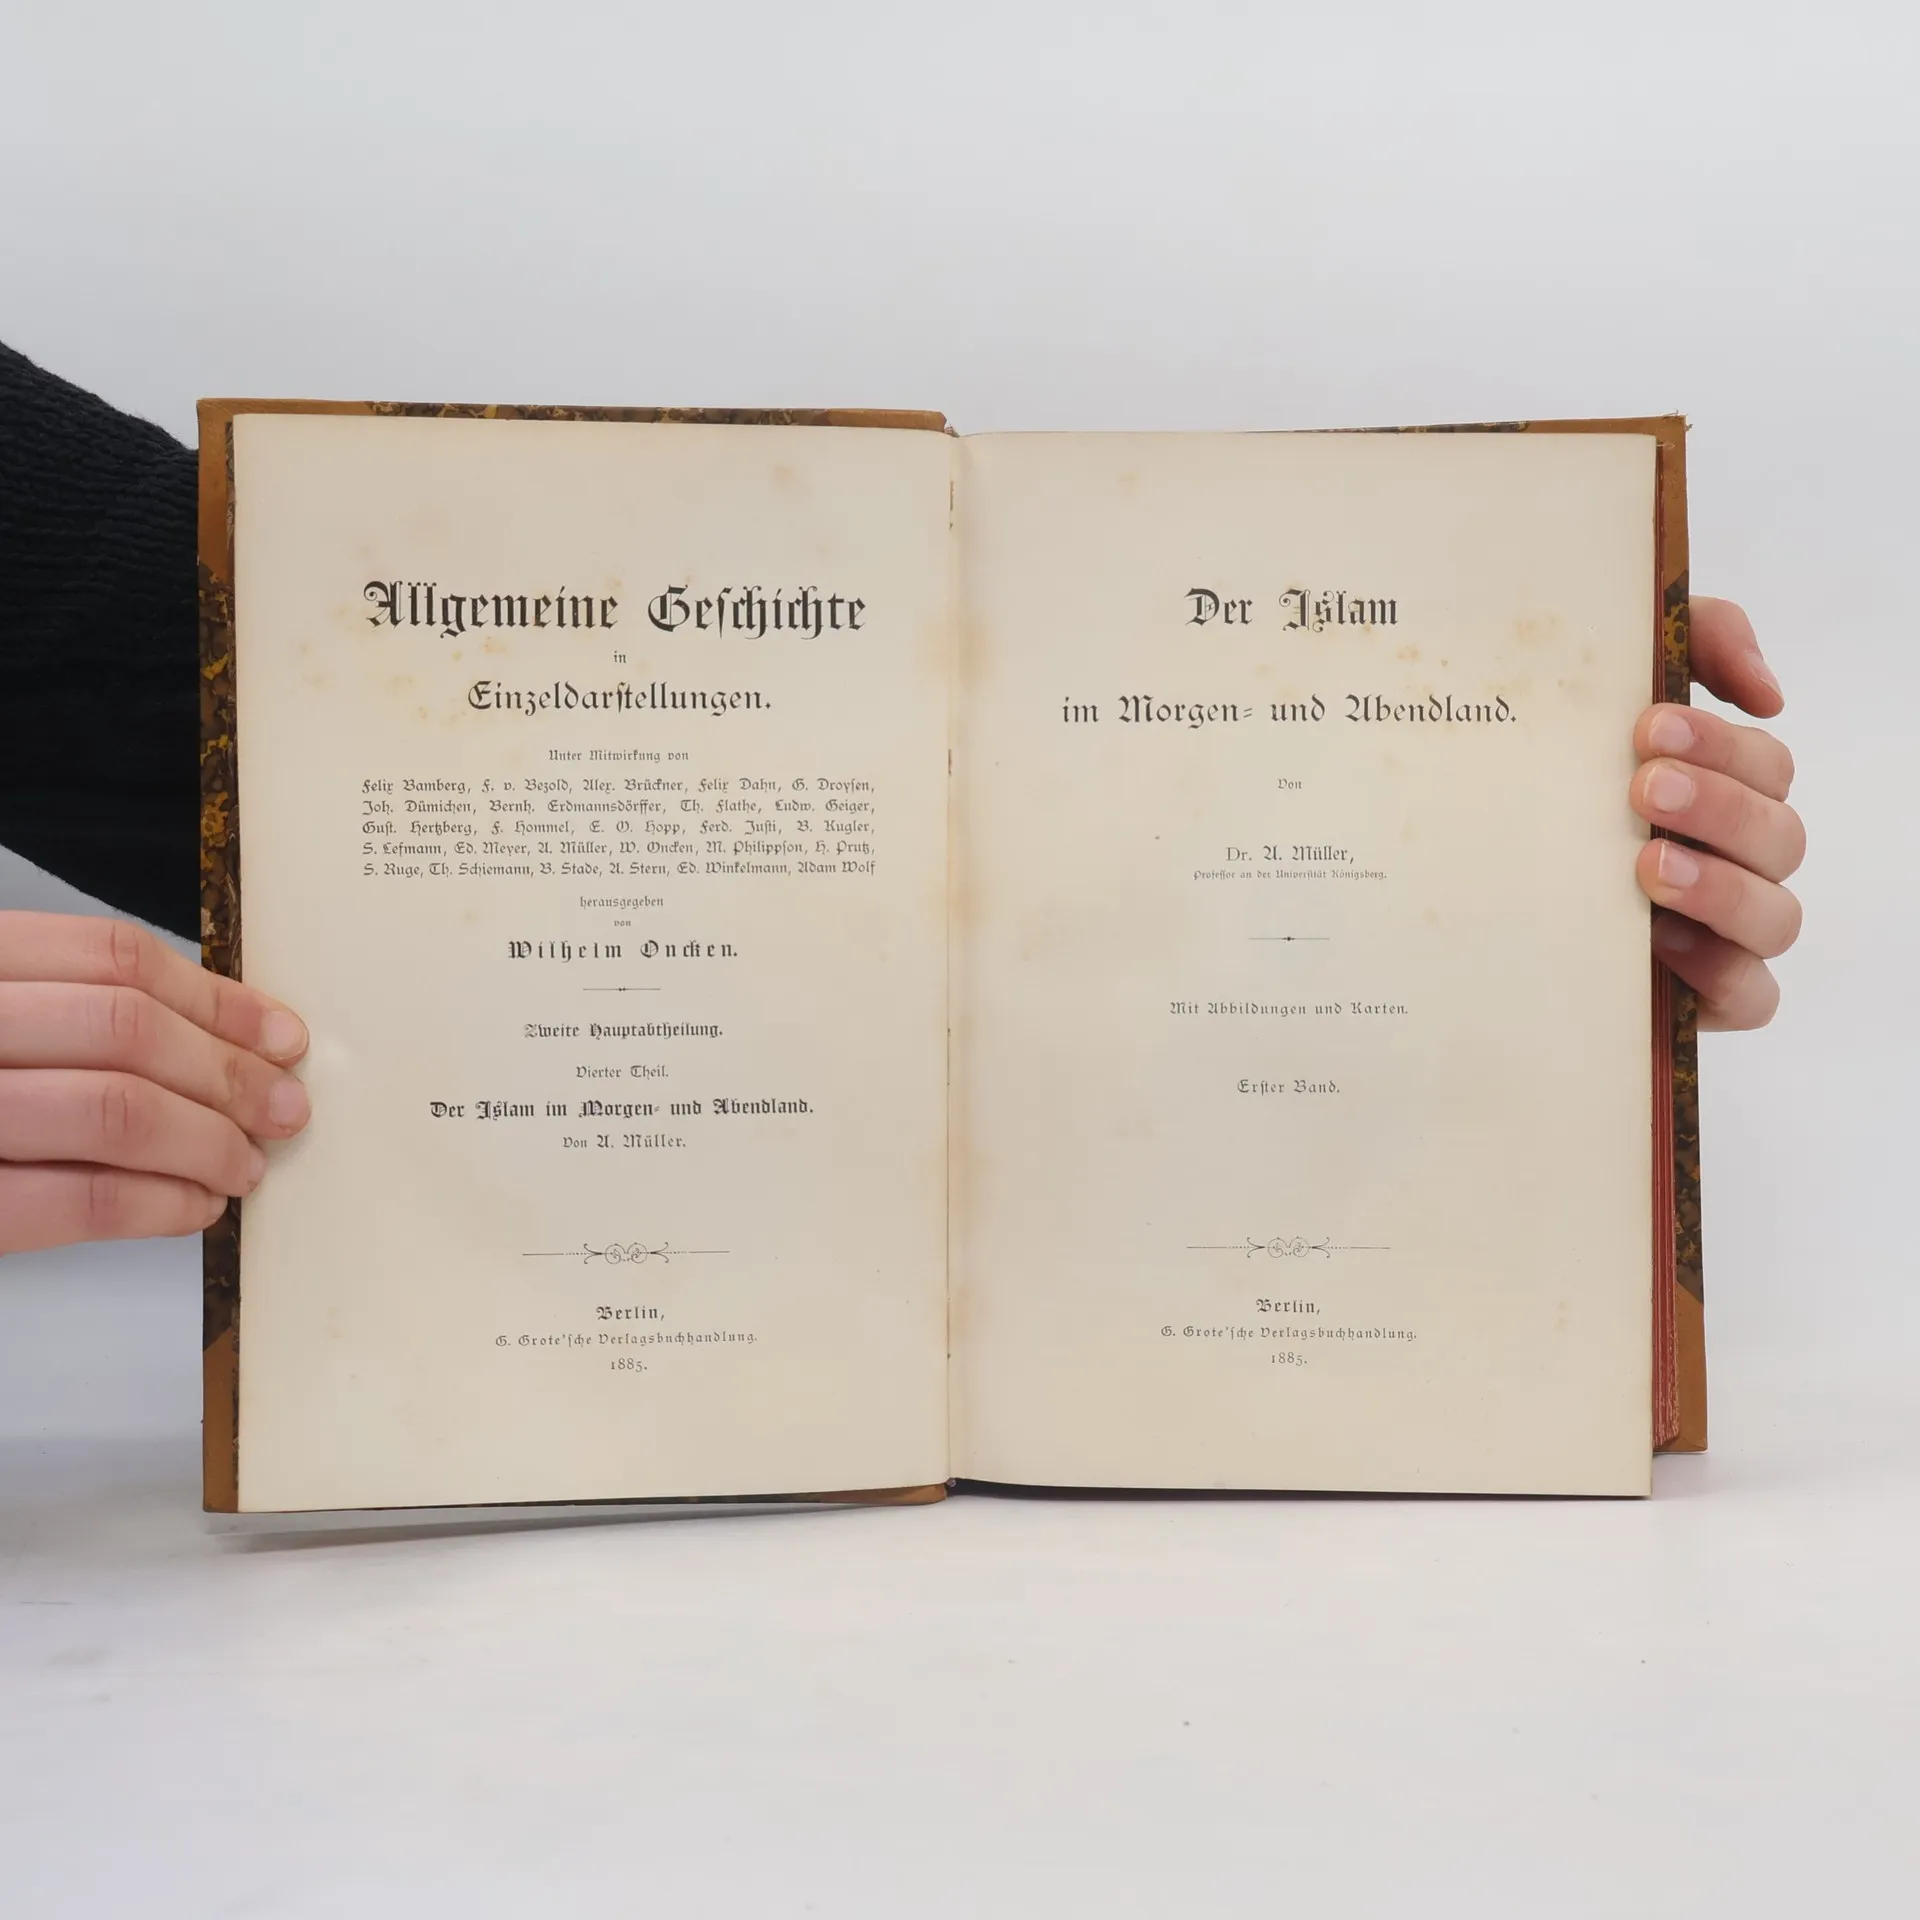 Allgemeine Geschichte
in
Einzeldarstellungen.
Unter Mitwirkung von
Felix Bamberg, F. v. Bezold, Alex. Brückner, Felix Dahn, G. Droysen,
Joh. Dümichen, Bernh. Erdmannsdörffer, Th. Flathe, Ludw. Geiger,
Gust. Hertzberg, F. Hommel, E. O. Hopp, Ferd. Justi, B. Kugler,
S. Lefmann, Ed. Meyer, A. Müller, W. Oncken, M. Philippson, H. Prutz,
S. Ruge, Th. Schiemann, B. Stade, A. Stern, Ed. Winkelmann, Adam Wolf
herausgegeben
von
Wilhelm Oncken.
Zweite Hauptabtheilung.
Vierter Theil.
Der Islam im Morgen- und Abendland.
Von A. Müller.
Berlin,
G. Grote'sche Verlagsbuchhandlung.
1885.
Der Islam
im Morgen- und Abendland.
Von
Dr. A. Müller,
Professor an der Universität Königsberg.
Mit Abbildungen und Karten.
Erster Band.
Berlin,
G. Grote'sche Verlagsbuchhandlung.
1885.